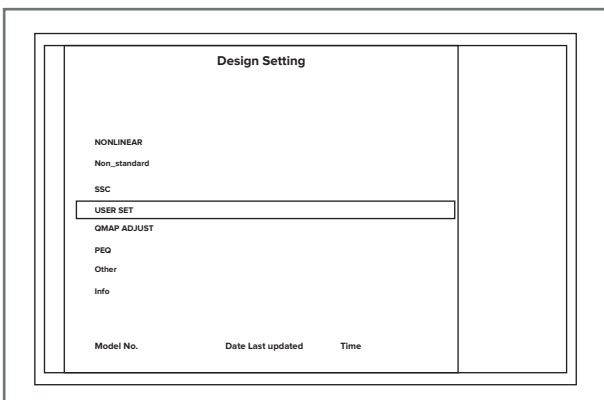 Design Setting
NONLINEAR
Non_standard
SSC
USER SET
QMAP ADJUST
PEQ
Other
Info
Model No. Date Last updated Time